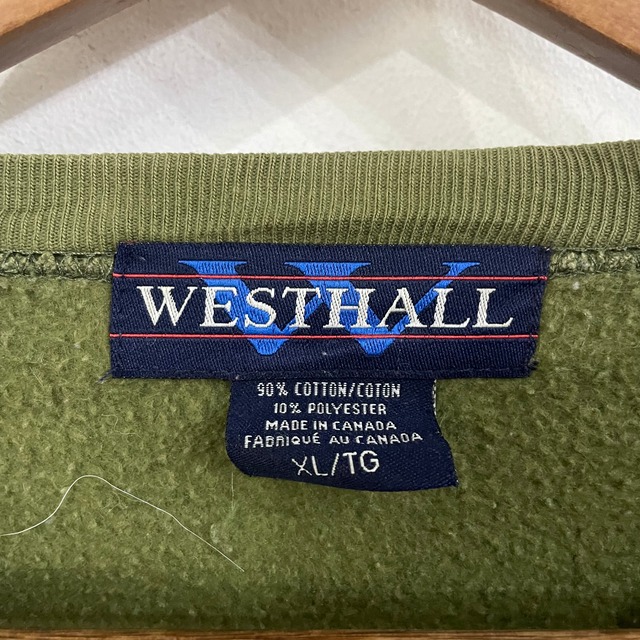 W
WESTHALL
90% COTTON/COTON
10% POLYESTER
MADE IN CANADA
FABRIQUÉ AU CANADA
XL/TG